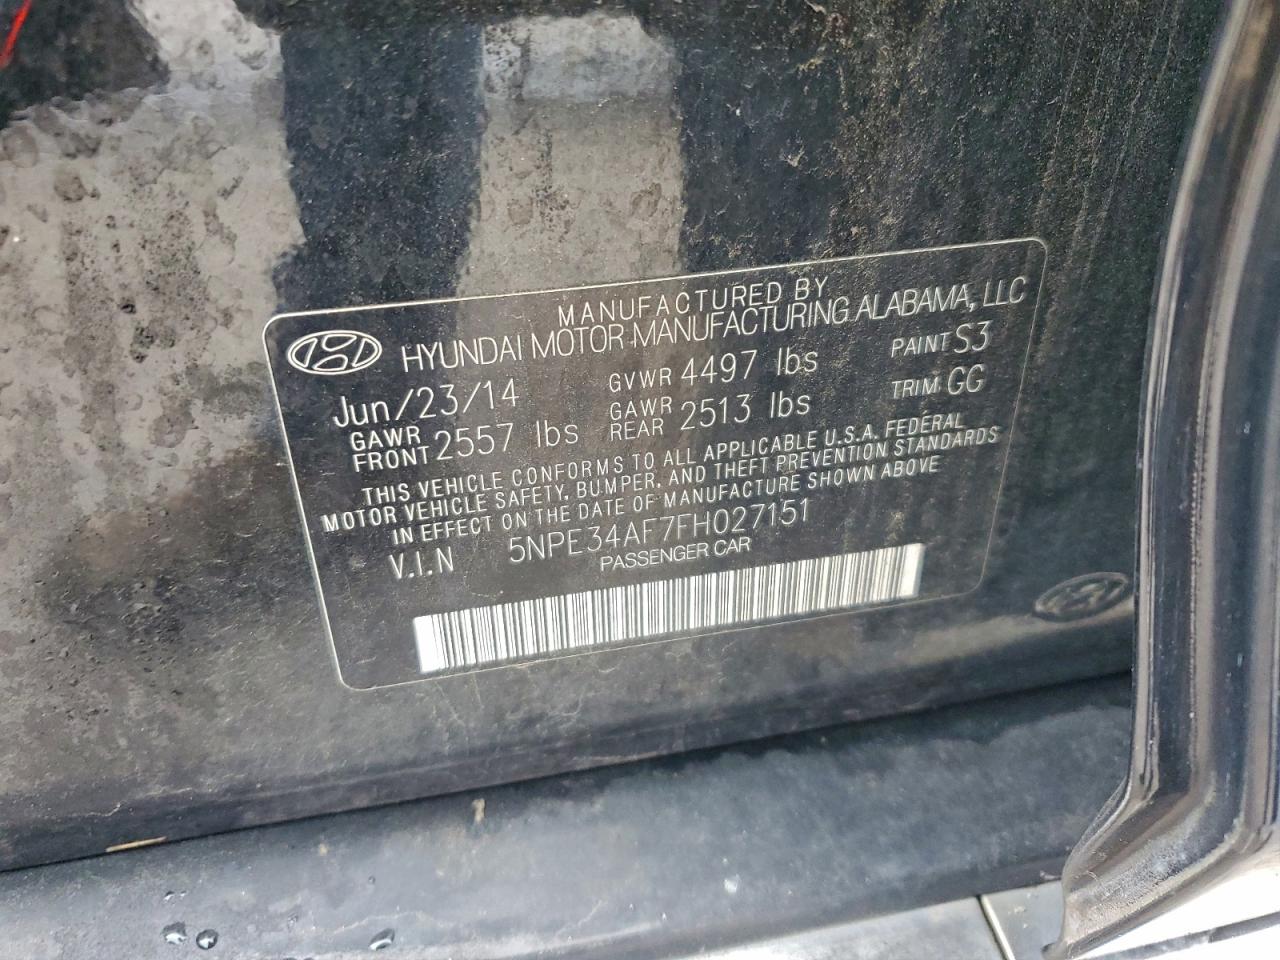 MANUFACTURED BY
HYUNDAI MOTOR MANUFACTURING ALABAMA, LLC
Jun/23/14 GVWR 4497 lbs PAINT S3
GAWR FRONT 2557 lbs GAWR REAR 2513 lbs TRIM GG
THIS VEHICLE CONFORMS TO ALL APPLICABLE U.S.A. FEDERAL
MOTOR VEHICLE SAFETY, BUMPER, AND THEFT PREVENTION STANDARDS
IN EFFECT ON THE DATE OF MANUFACTURE SHOWN ABOVE
V.I.N 5NPE34AF7FH027151
PASSENGER CAR